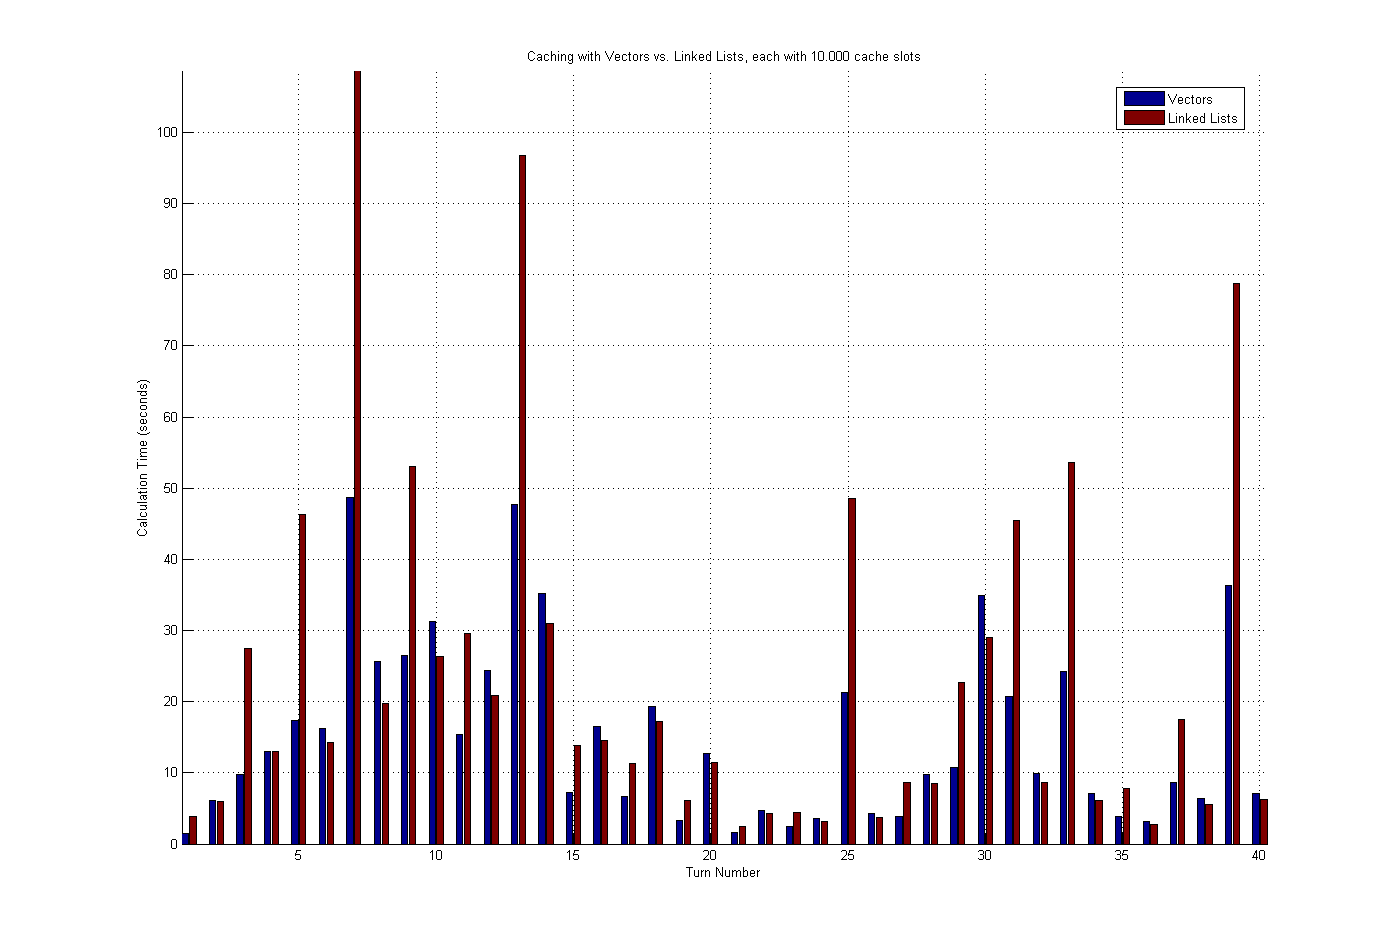 Caching with Vectors vs. Linked Lists, each with 10.000 cache slots
Vectors
Linked Lists
Calculation Time (seconds)
100
90
80
70
60
50
40
30
20
10
0
5 10 15 20 25 30 35 40
Turn Number